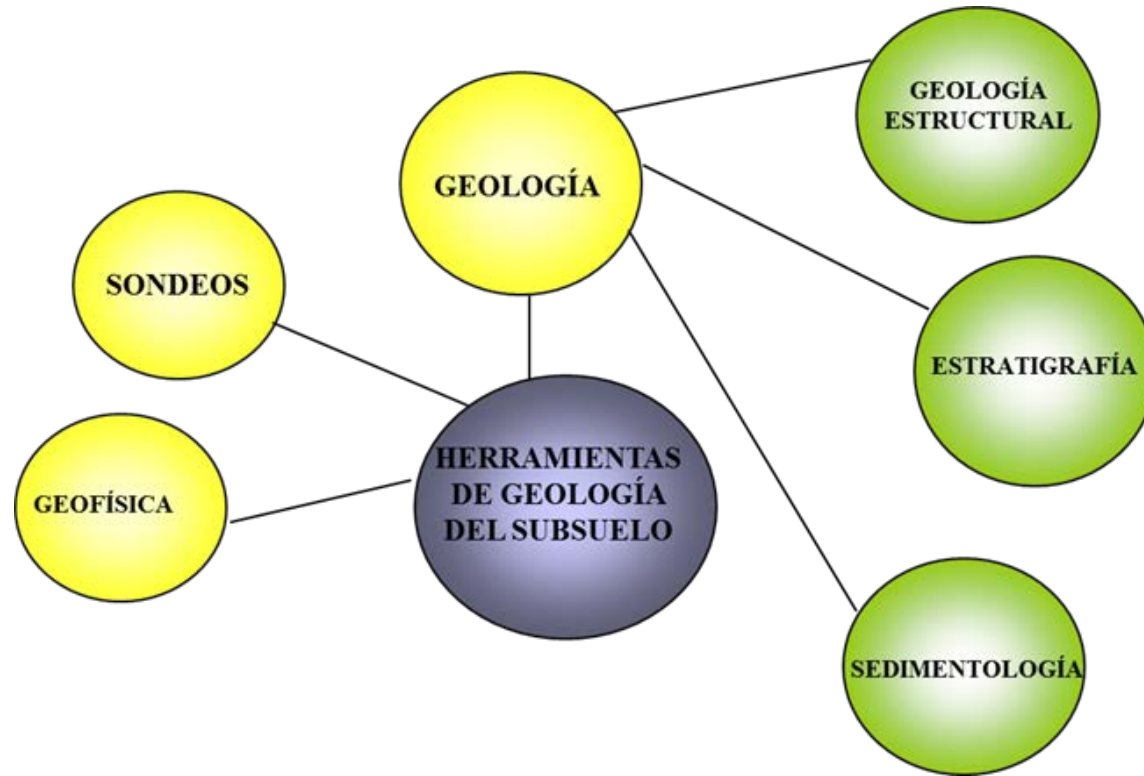 GEOLOGÍA
ESTRUCTURAL
GEOLOGÍA
SONDEOS
ESTRATIGRAFÍA
HERRAMIENTAS
DE GEOLOGÍA
DEL SUBSUELO
GEOFÍSICA
SEDIMENTOLOGÍA